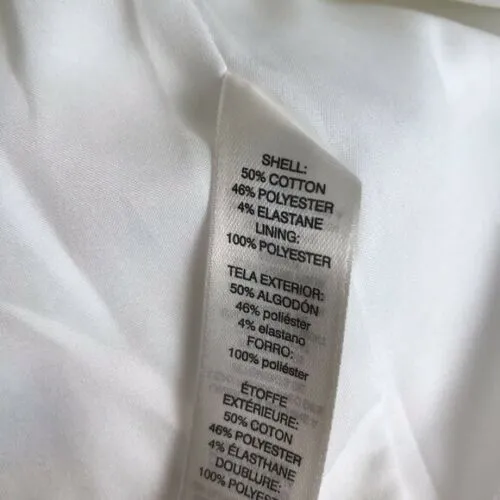 SHELL:
50% COTTON
46% POLYESTER
4% ELASTANE
LINING:
100% POLYESTER
TELA EXTERIOR:
50% ALGODÓN
46% poliéster
4% elastano
FORRO:
100% poliéster
ÉTOFFE
EXTÉRIEURE:
50% COTON
46% POLYESTER
4% ÉLASTHANE
DOUBLURE:
100% POLYESTER